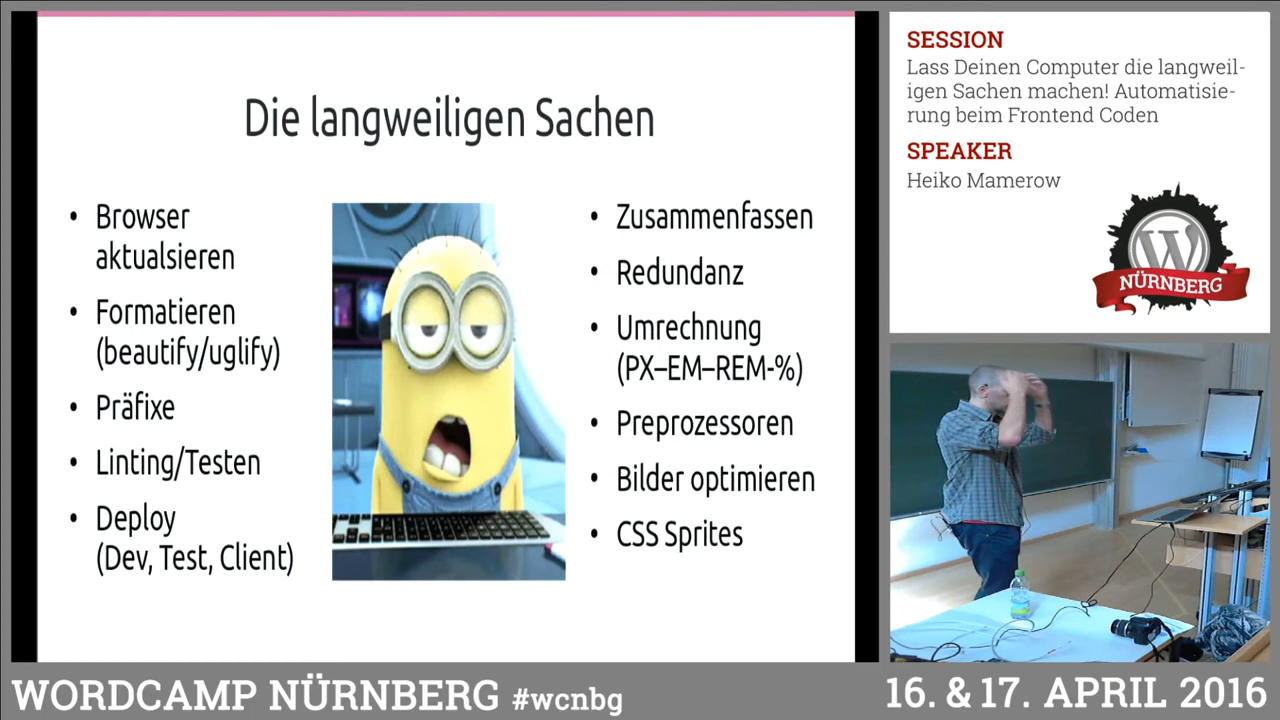 Die langweiligen Sachen
• Browser
aktualsieren
• Formatieren
(beautify/uglify)
• Präfixe
• Linting/Testen
• Deploy
(Dev, Test, Client)
• Zusammenfassen
• Redundanz
• Umrechnung
(PX–EM–REM-%)
• Preprozessoren
• Bilder optimieren
• CSS Sprites
SESSION
Lass Deinen Computer die langweil-
igen Sachen machen! Automatisie-
rung beim Frontend Coden
SPEAKER
Heiko Mamerow
W
NÜRNBERG
WORDCAMP NÜRNBERG #wcnbg
16. & 17. APRIL 2016